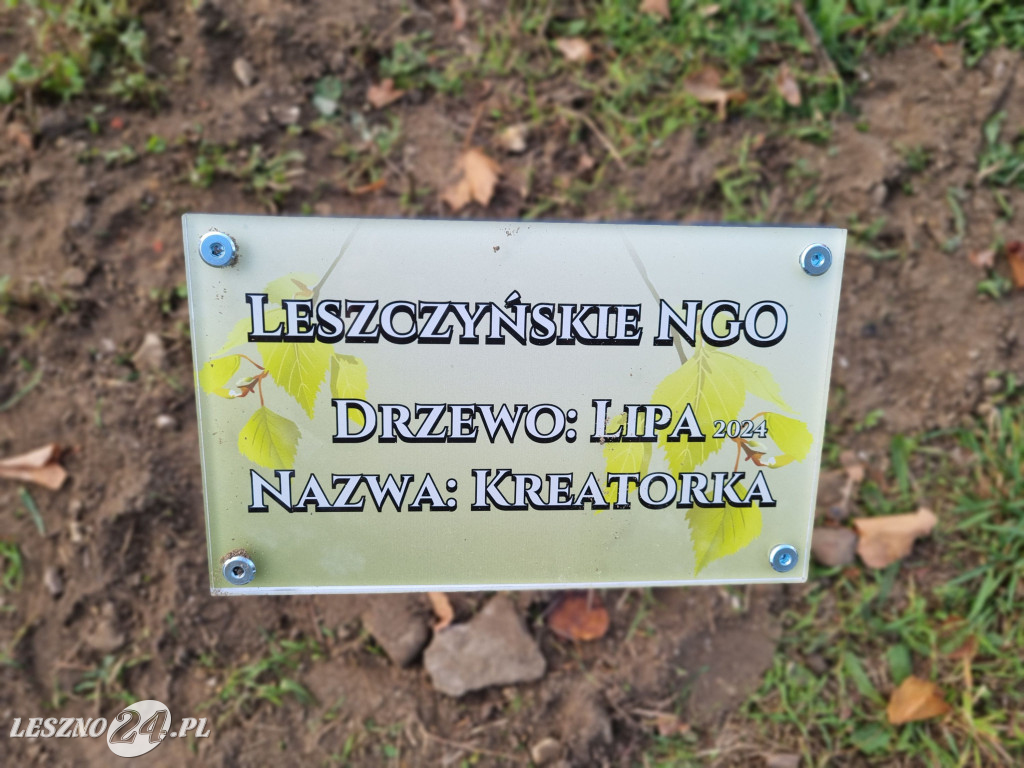 Leszczyńskie NGO
Drzewo: Lipa 2024
Nazwa: Kreatorka
LESZNO24.PL